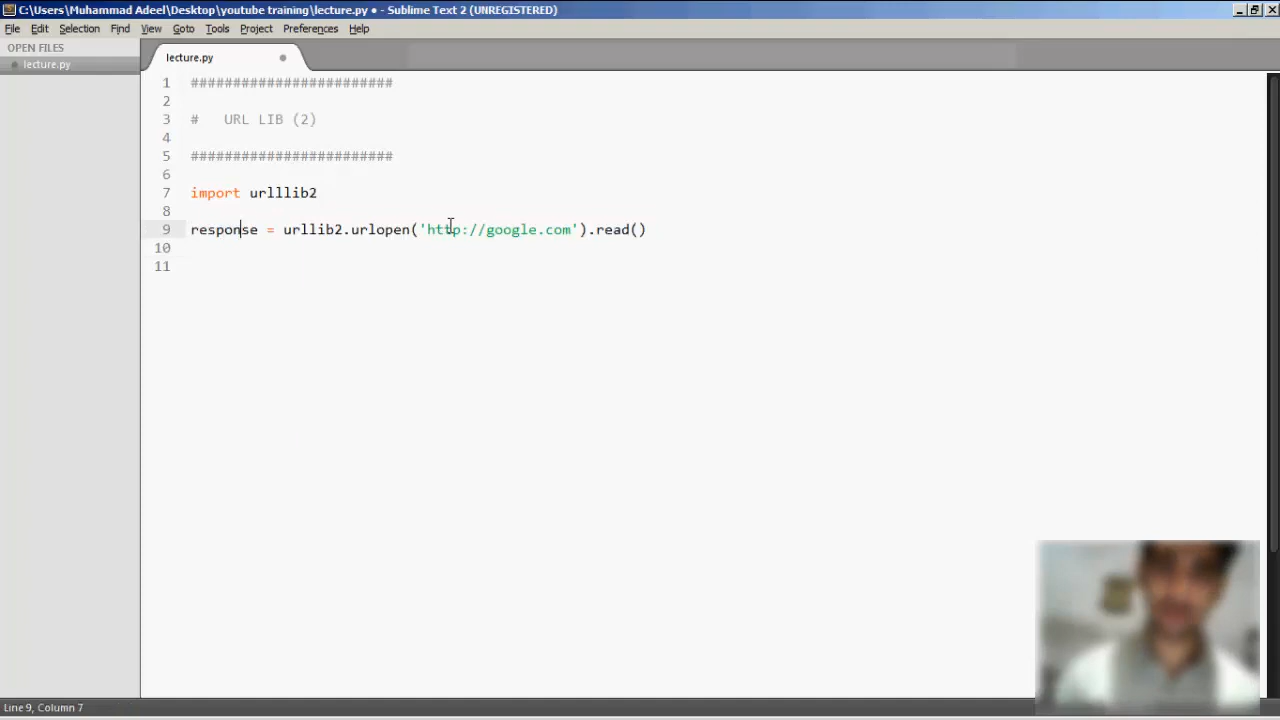 C:\Users\Muhammad Adeel\Desktop\youtube training\lecture.py • - Sublime Text 2 (UNREGISTERED)
File Edit Selection Find View Goto Tools Project Preferences Help
OPEN FILES
lecture.py
lecture.py
1 ########################
2
3 # URL LIB (2)
4
5 ########################
6
7 import urlllib2
8
9 response = urllib2.urlopen('http://google.com').read()
10
11
Line 9, Column 7